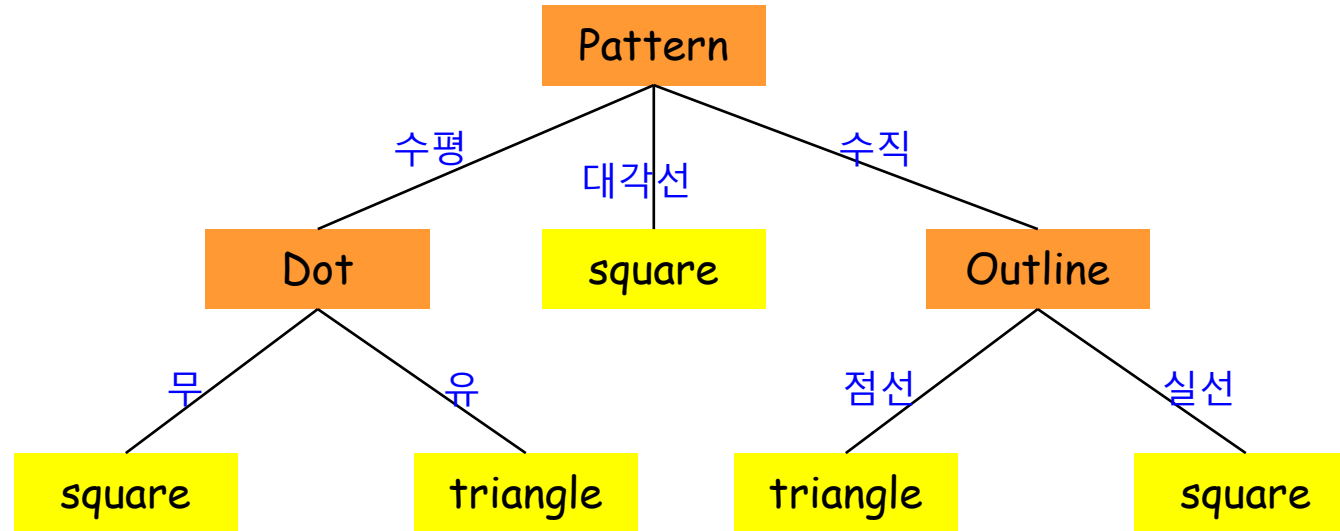 Pattern
수평
대각선
수직
Dot
square
Outline
무
유
점선
실선
square
triangle
triangle
square